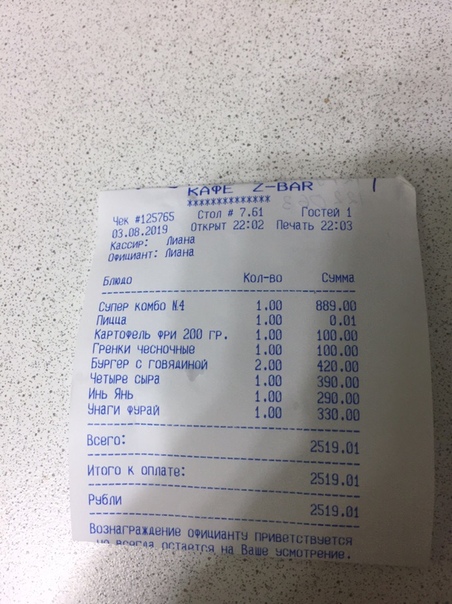 КАФЕ Z-BAR
**************
Чек #125765 Стол # 7.61 Гостей 1
03.08.2019 Открыт 22:02 Печать 22:03
Кассир: Лиана
Официант: Лиана
Блюдо Кол-во Сумма
Супер комбо N4 1.00 889.00
Пицца 1.00 0.01
Картофель фри 200 гр. 1.00 100.00
Гренки чесночные 1.00 100.00
Бургер с говядиной 2.00 420.00
Четыре сыра 1.00 390.00
Инь Янь 1.00 290.00
Унаги фурай 1.00 330.00
Всего: 2519.01
Итого к оплате: 2519.01
Рубли 2519.01
Вознаграждение официанту приветствуется
но всегда остается на Ваше усмотрение.